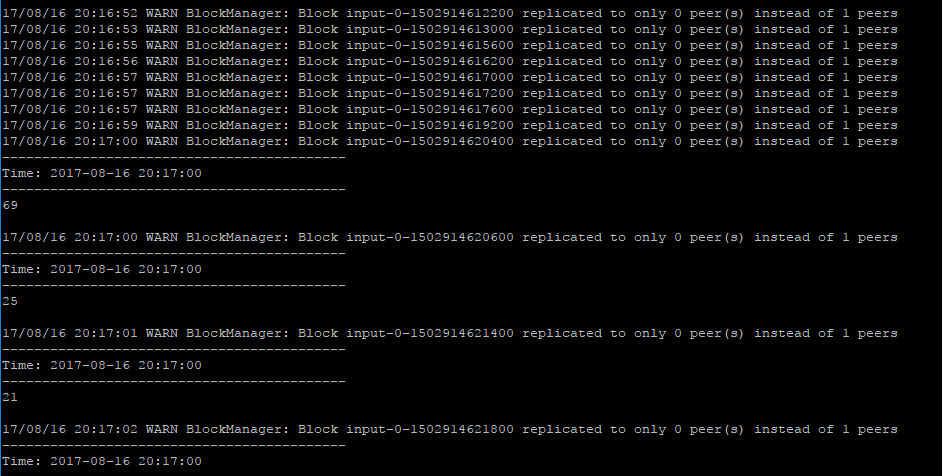 17/08/16 20:16:52 WARN BlockManager: Block input-0-1502914612200 replicated to only 0 peer(s) instead of 1 peers
17/08/16 20:16:53 WARN BlockManager: Block input-0-1502914613000 replicated to only 0 peer(s) instead of 1 peers
17/08/16 20:16:55 WARN BlockManager: Block input-0-1502914615600 replicated to only 0 peer(s) instead of 1 peers
17/08/16 20:16:56 WARN BlockManager: Block input-0-1502914616200 replicated to only 0 peer(s) instead of 1 peers
17/08/16 20:16:57 WARN BlockManager: Block input-0-1502914617000 replicated to only 0 peer(s) instead of 1 peers
17/08/16 20:16:57 WARN BlockManager: Block input-0-1502914617200 replicated to only 0 peer(s) instead of 1 peers
17/08/16 20:16:57 WARN BlockManager: Block input-0-1502914617600 replicated to only 0 peer(s) instead of 1 peers
17/08/16 20:16:59 WARN BlockManager: Block input-0-1502914619200 replicated to only 0 peer(s) instead of 1 peers
17/08/16 20:17:00 WARN BlockManager: Block input-0-1502914620400 replicated to only 0 peer(s) instead of 1 peers
-------------------------------------------
Time: 2017-08-16 20:17:00
-------------------------------------------
69
17/08/16 20:17:00 WARN BlockManager: Block input-0-1502914620600 replicated to only 0 peer(s) instead of 1 peers
-------------------------------------------
Time: 2017-08-16 20:17:00
-------------------------------------------
25
17/08/16 20:17:01 WARN BlockManager: Block input-0-1502914621400 replicated to only 0 peer(s) instead of 1 peers
-------------------------------------------
Time: 2017-08-16 20:17:00
-------------------------------------------
21
17/08/16 20:17:02 WARN BlockManager: Block input-0-1502914621800 replicated to only 0 peer(s) instead of 1 peers
-------------------------------------------
Time: 2017-08-16 20:17:00